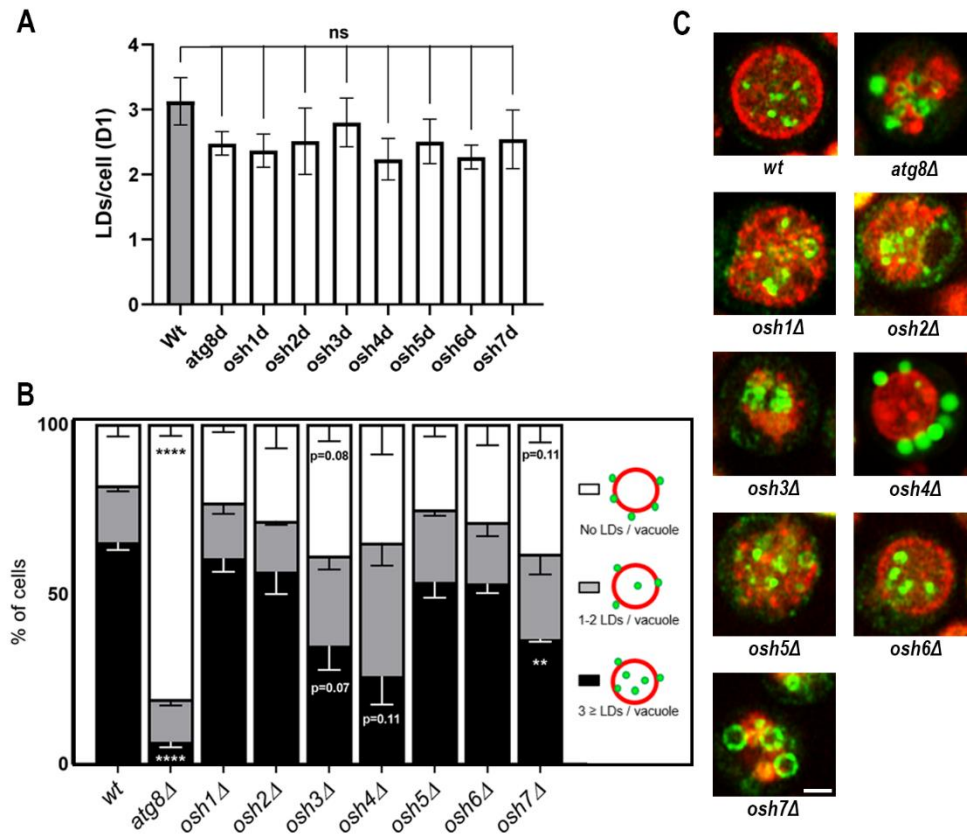 A
ns
LDs/cell (D1)
4
3
2
1
0
Wt
atg8d
osh1d
osh2d
osh3d
osh4d
osh5d
osh6d
osh7d
B
% of cells
100
50
0
****
****
p=0.08
p=0.07
p=0.11
p=0.11
**
No LDs / vacuole
1-2 LDs / vacuole
3 ≥ LDs / vacuole
wt
atg8Δ
osh1Δ
osh2Δ
osh3Δ
osh4Δ
osh5Δ
osh6Δ
osh7Δ
C
wt
atg8Δ
osh1Δ
osh2Δ
osh3Δ
osh4Δ
osh5Δ
osh6Δ
osh7Δ